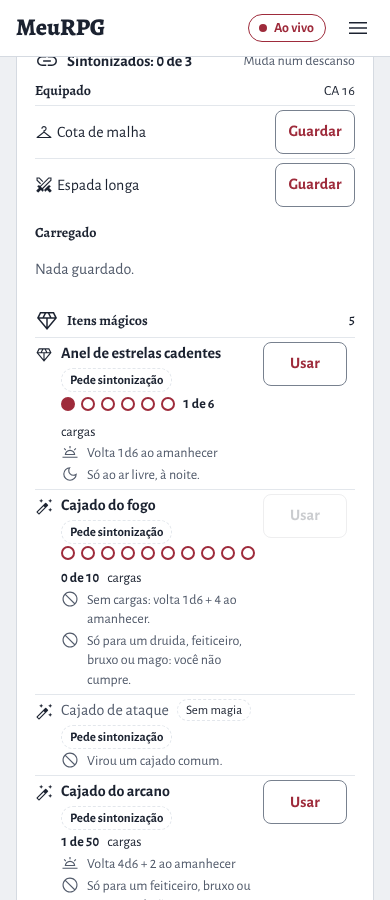 MeuRPG
Ao vivo
Sintonizados: 0 de 3
Muda num descanso
Equipado
CA 16
Cota de malha
Guardar
Espada longa
Guardar
Carregado
Nada guardado.
Itens mágicos
5
Anel de estrelas cadentes
Usar
Pede sintonização
1 de 6
cargas
Volta 1d6 ao amanhecer
Só ao ar livre, à noite.
Cajado do fogo
Usar
Pede sintonização
0 de 10 cargas
Sem cargas: volta 1d6 + 4 ao
amanhecer.
Só para um druida, feiticeiro,
bruxo ou mago: você não
cumpre.
Cajado de ataque
Sem magia
Pede sintonização
Virou um cajado comum.
Cajado do arcano
Usar
Pede sintonização
1 de 50 cargas
Volta 4d6 + 2 ao amanhecer
Só para um feiticeiro, bruxo ou